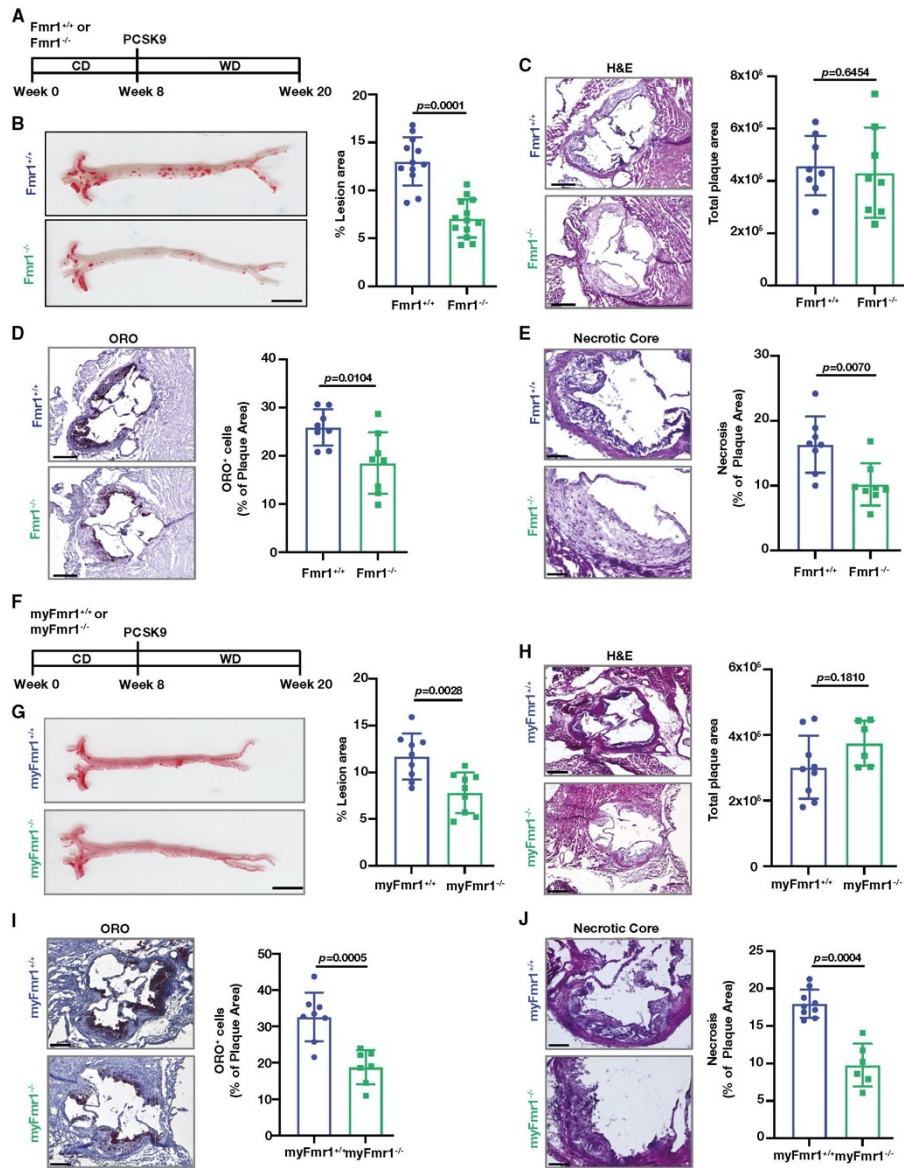 A
Fmr1+/+ or
Fmr1-/-
PCSK9
CD
WD
Week 0
Week 8
Week 20
B
Fmr1+/+
Fmr1-/-
% Lesion area
20
15
10
5
0
p=0.0001
Fmr1+/+
Fmr1-/-
C
H&E
Fmr1+/+
Fmr1-/-
Total plaque area
8x10⁵
6x10⁵
4x10⁵
2x10⁵
0
p=0.6454
Fmr1+/+
Fmr1-/-
D
ORO
Fmr1+/+
Fmr1-/-
ORO+ cells
(% of Plaque Area)
40
30
20
10
0
p=0.0104
Fmr1+/+
Fmr1-/-
E
Necrotic Core
Fmr1+/+
Fmr1-/-
Necrosis
(% of Plaque Area)
30
20
10
0
p=0.0070
Fmr1+/+
Fmr1-/-
F
myFmr1+/+ or
myFmr1-/-
PCSK9
CD
WD
Week 0
Week 8
Week 20
G
myFmr1+/+
myFmr1-/-
% Lesion area
20
15
10
5
0
p=0.0028
myFmr1+/+
myFmr1-/-
H
H&E
myFmr1+/+
myFmr1-/-
Total plaque area
6x10⁵
4x10⁵
2x10⁵
0
p=0.1810
myFmr1+/+
myFmr1-/-
I
ORO
myFmr1+/+
myFmr1-/-
ORO+ cells
(% of Plaque Area)
50
40
30
20
10
0
p=0.0005
myFmr1+/+
myFmr1-/-
J
Necrotic Core
myFmr1+/+
myFmr1-/-
Necrosis
(% of Plaque Area)
25
20
15
10
5
0
p=0.0004
myFmr1+/+
myFmr1-/-